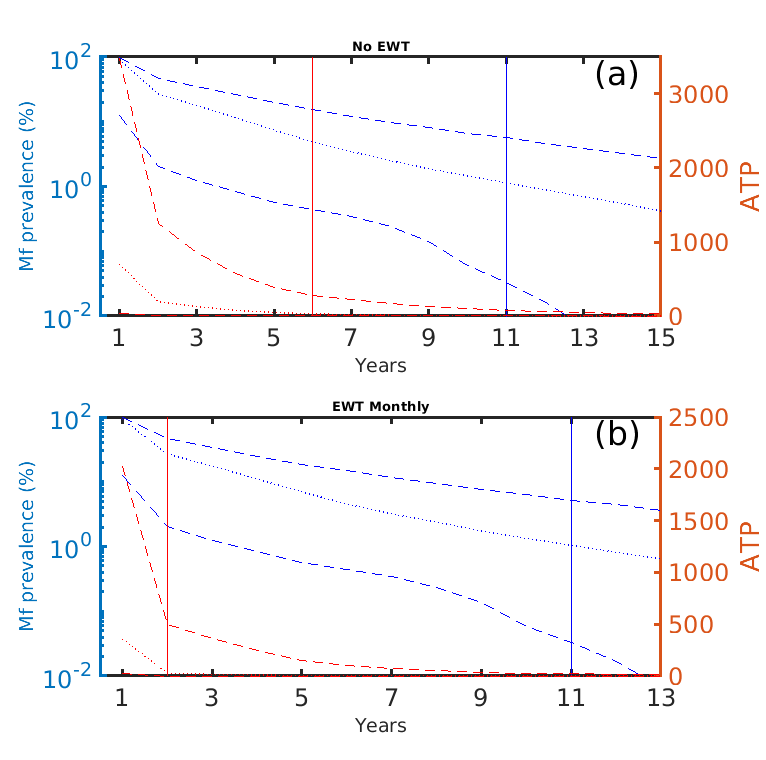 No EWT
(a)
10^2
10^0
10^-2
Mf prevalence (%)
3000
2000
1000
0
ATP
1 3 5 7 9 11 13 15
Years
EWT Monthly
(b)
10^2
10^0
10^-2
Mf prevalence (%)
2500
2000
1500
1000
500
0
ATP
1 3 5 7 9 11 13
Years